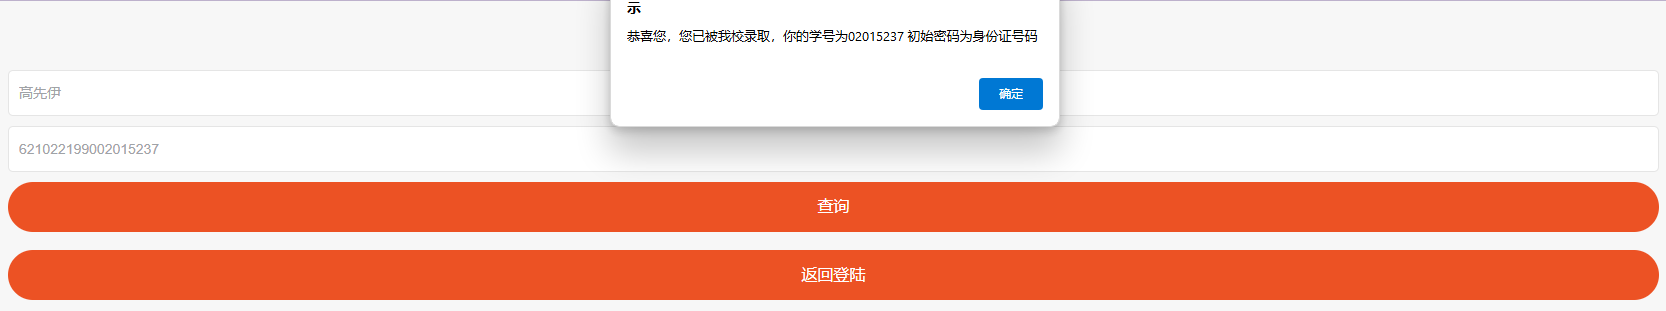 示
恭喜您，您已被我校录取，你的学号为02015237 初始密码为身份证号码
确定
高先伊
621022199002015237
查询
返回登陆